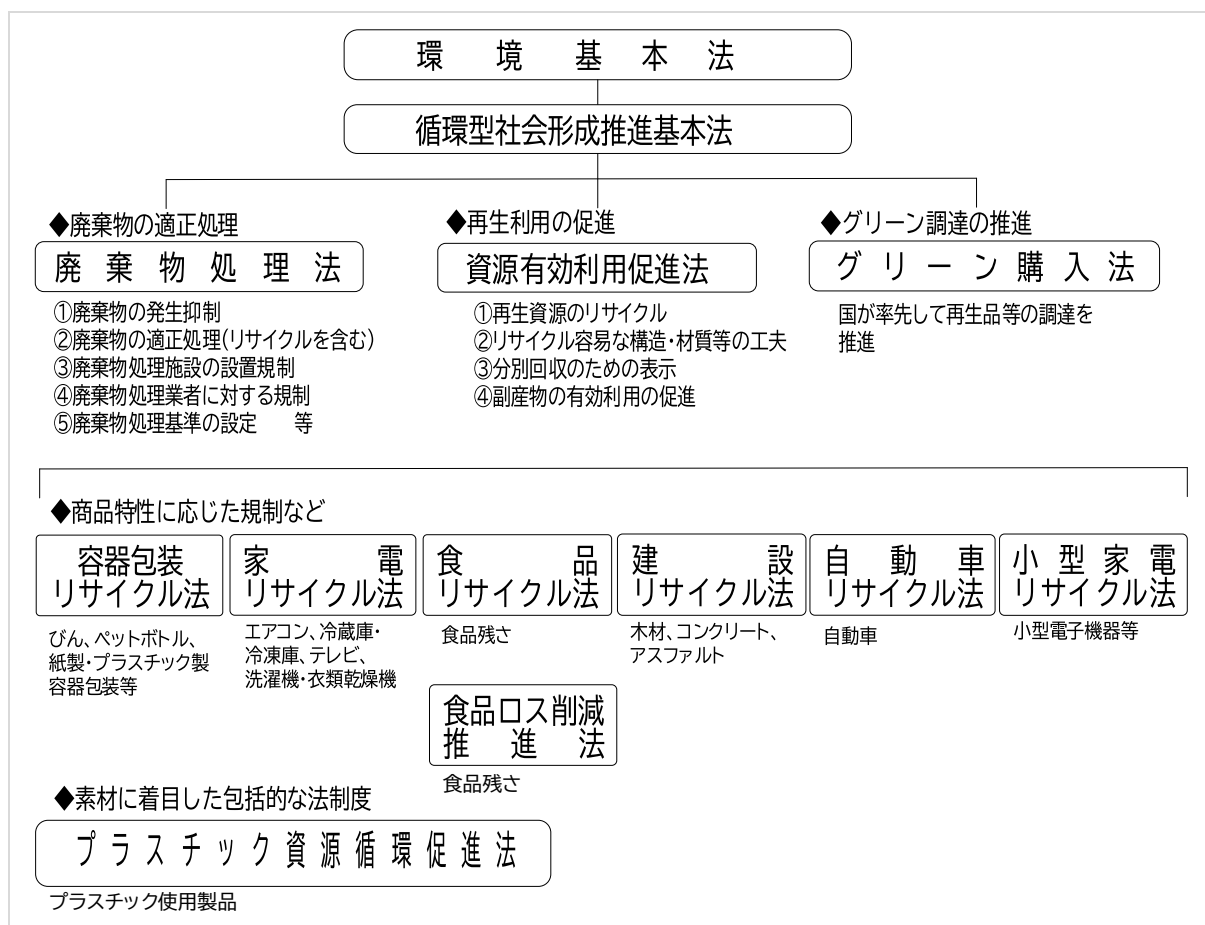 環境基本法
循環型社会形成推進基本法
◆廃棄物の適正処理
廃棄物処理法
①廃棄物の発生抑制
②廃棄物の適正処理(リサイクルを含む)
③廃棄物処理施設の設置規制
④廃棄物処理業者に対する規制
⑤廃棄物処理基準の設定　等
◆再生利用の促進
資源有効利用促進法
①再生資源のリサイクル
②リサイクル容易な構造・材質等の工夫
③分別回収のための表示
④副産物の有効利用の促進
◆グリーン調達の推進
グリーン購入法
国が率先して再生品等の調達を
推進
◆商品特性に応じた規制など
容器包装
リサイクル法
びん、ペットボトル、
紙製・プラスチック製
容器包装等
家電
リサイクル法
エアコン、冷蔵庫・
冷凍庫、テレビ、
洗濯機・衣類乾燥機
食品
リサイクル法
食品残さ
食品ロス削減
推進法
食品残さ
建設
リサイクル法
木材、コンクリート、
アスファルト
自動車
リサイクル法
自動車
小型家電
リサイクル法
小型電子機器等
◆素材に着目した包括的な法制度
プラスチック資源循環促進法
プラスチック使用製品